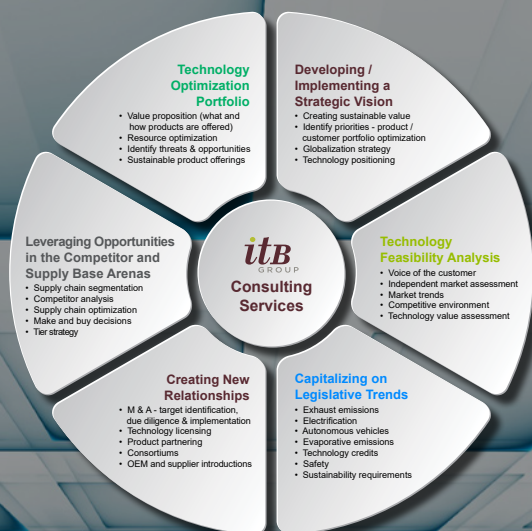 Technology
Optimization
Portfolio
• Value proposition (what and
how products are offered)
• Resource optimization
• Identify threats & opportunities
• Sustainable product offerings
Developing /
Implementing a
Strategic Vision
• Creating sustainable value
• Identify priorities - product /
customer portfolio optimization
• Globalization strategy
• Technology positioning
Leveraging Opportunities
in the Competitor and
Supply Base Arenas
• Supply chain segmentation
• Competitor analysis
• Supply chain optimization
• Make and buy decisions
• Tier strategy
itB
GROUP
Consulting
Services
Technology
Feasibility Analysis
• Voice of the customer
• Independent market assessment
• Market trends
• Competitive environment
• Technology value assessment
Creating New
Relationships
• M & A - target identification,
due diligence & implementation
• Technology licensing
• Product partnering
• Consortiums
• OEM and supplier introductions
Capitalizing on
Legislative Trends
• Exhaust emissions
• Electrification
• Autonomous vehicles
• Evaporative emissions
• Technology credits
• Safety
• Sustainability requirements